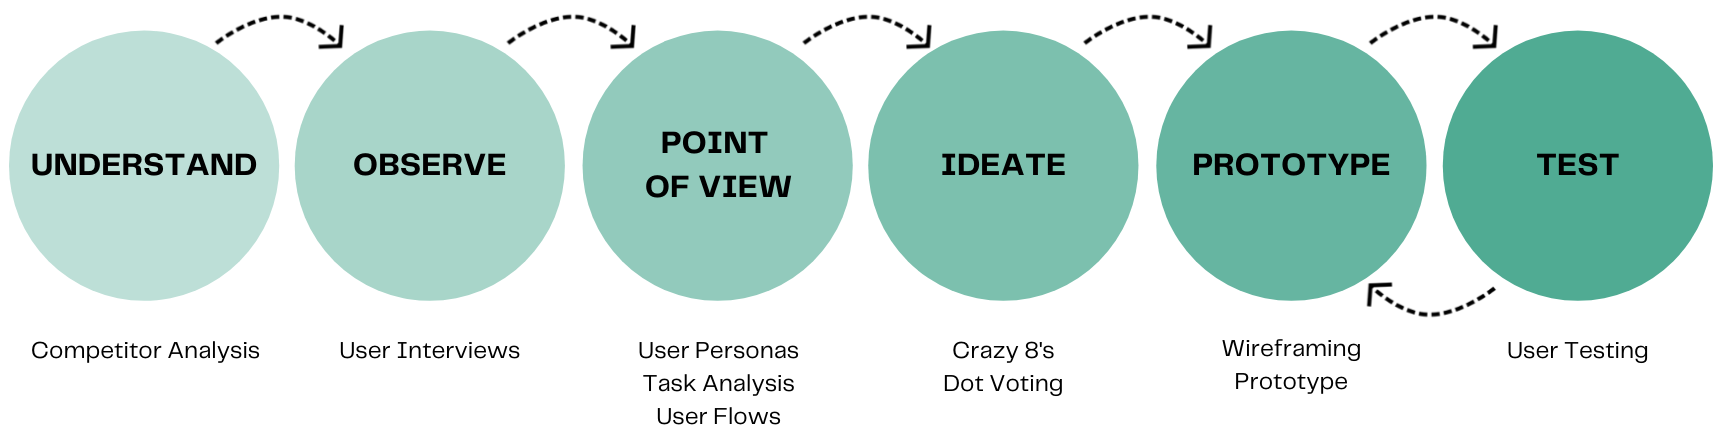 UNDERSTAND
OBSERVE
POINT
OF VIEW
IDEATE
PROTOTYPE
TEST
Competitor Analysis
User Interviews
User Personas
Task Analysis
User Flows
Crazy 8's
Dot Voting
Wireframing
Prototype
User Testing